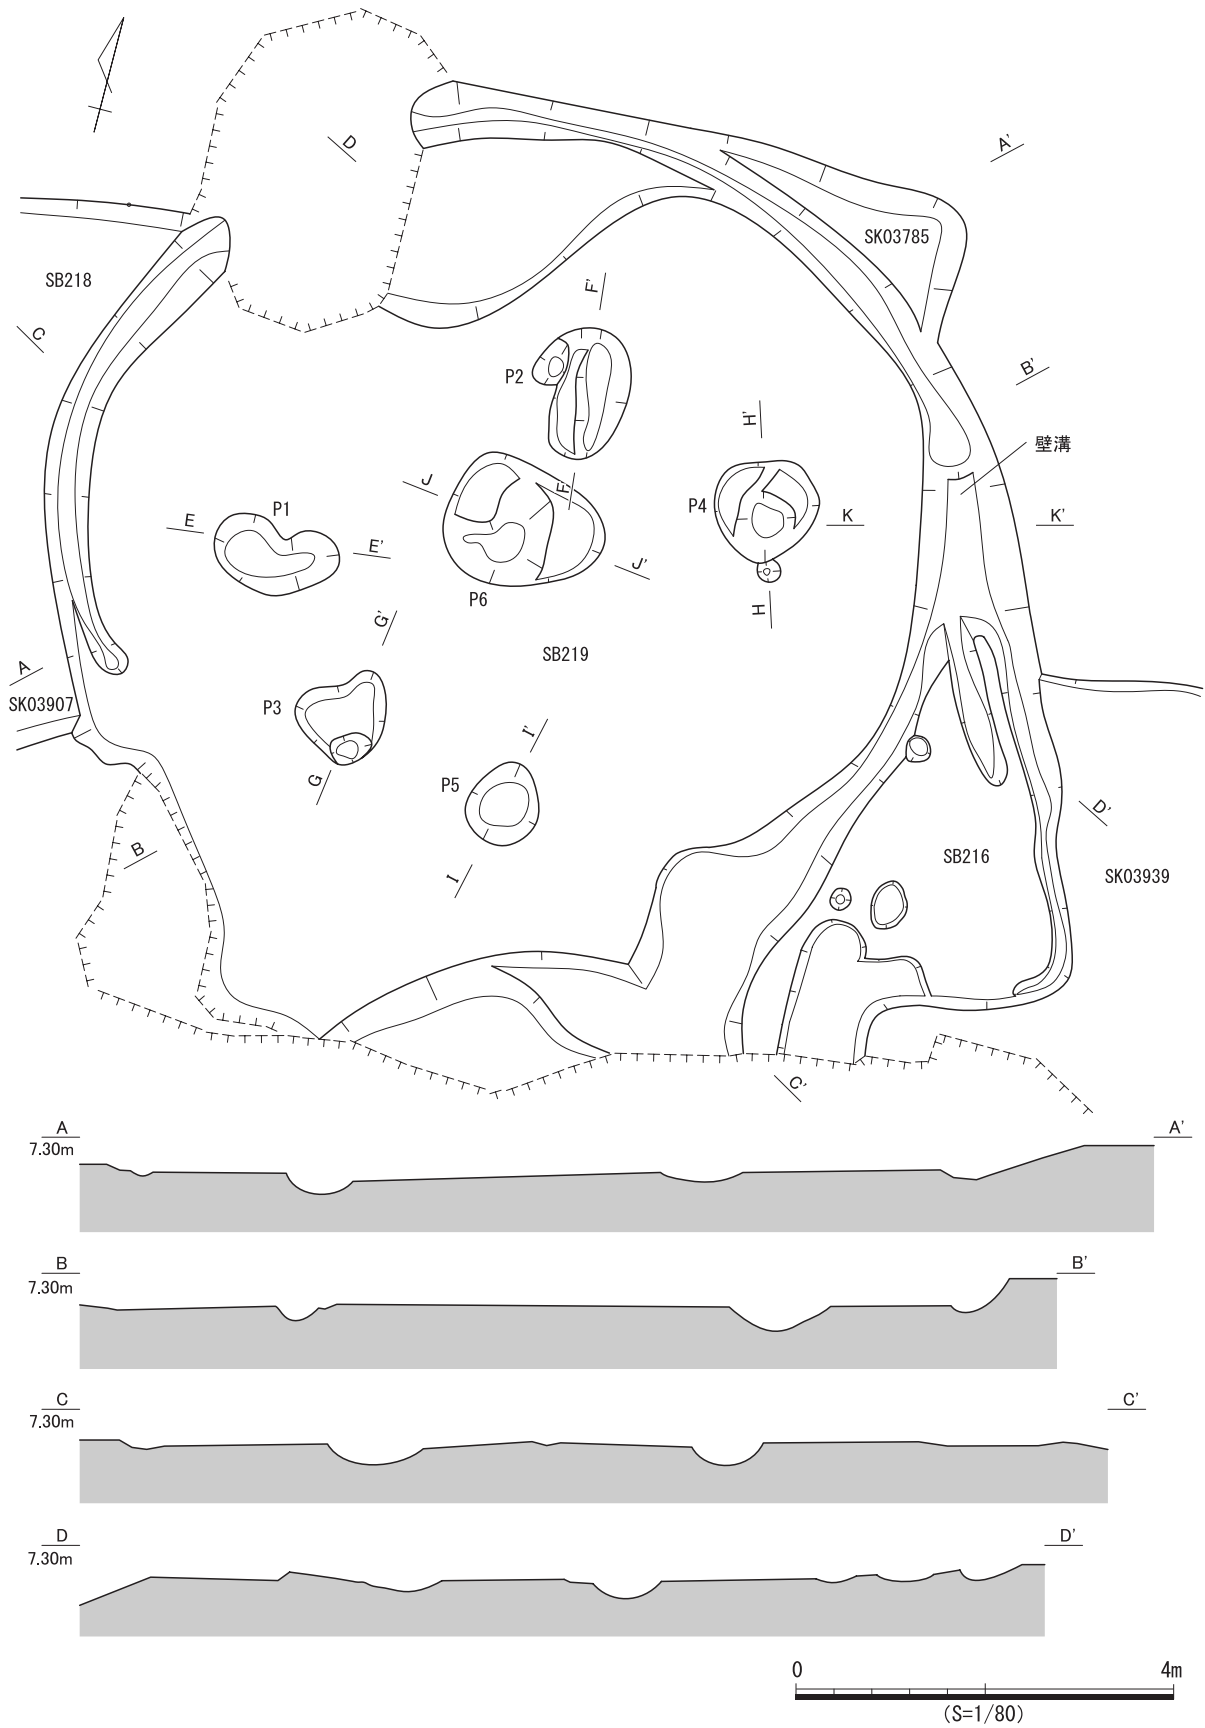 D
A'
SK03785
SB218
C
F'
B'
P2
H'
壁溝
J
F
P4
P1
E
K
K'
E'
J'
P6
H
G'
SB219
A
SK03907
P3
I'
G
P5
D'
B
I
SB216
SK03939
C'
A
A'
7.30m
B
B'
7.30m
C
C'
7.30m
D
D'
7.30m
0
4m
(S=1/80)